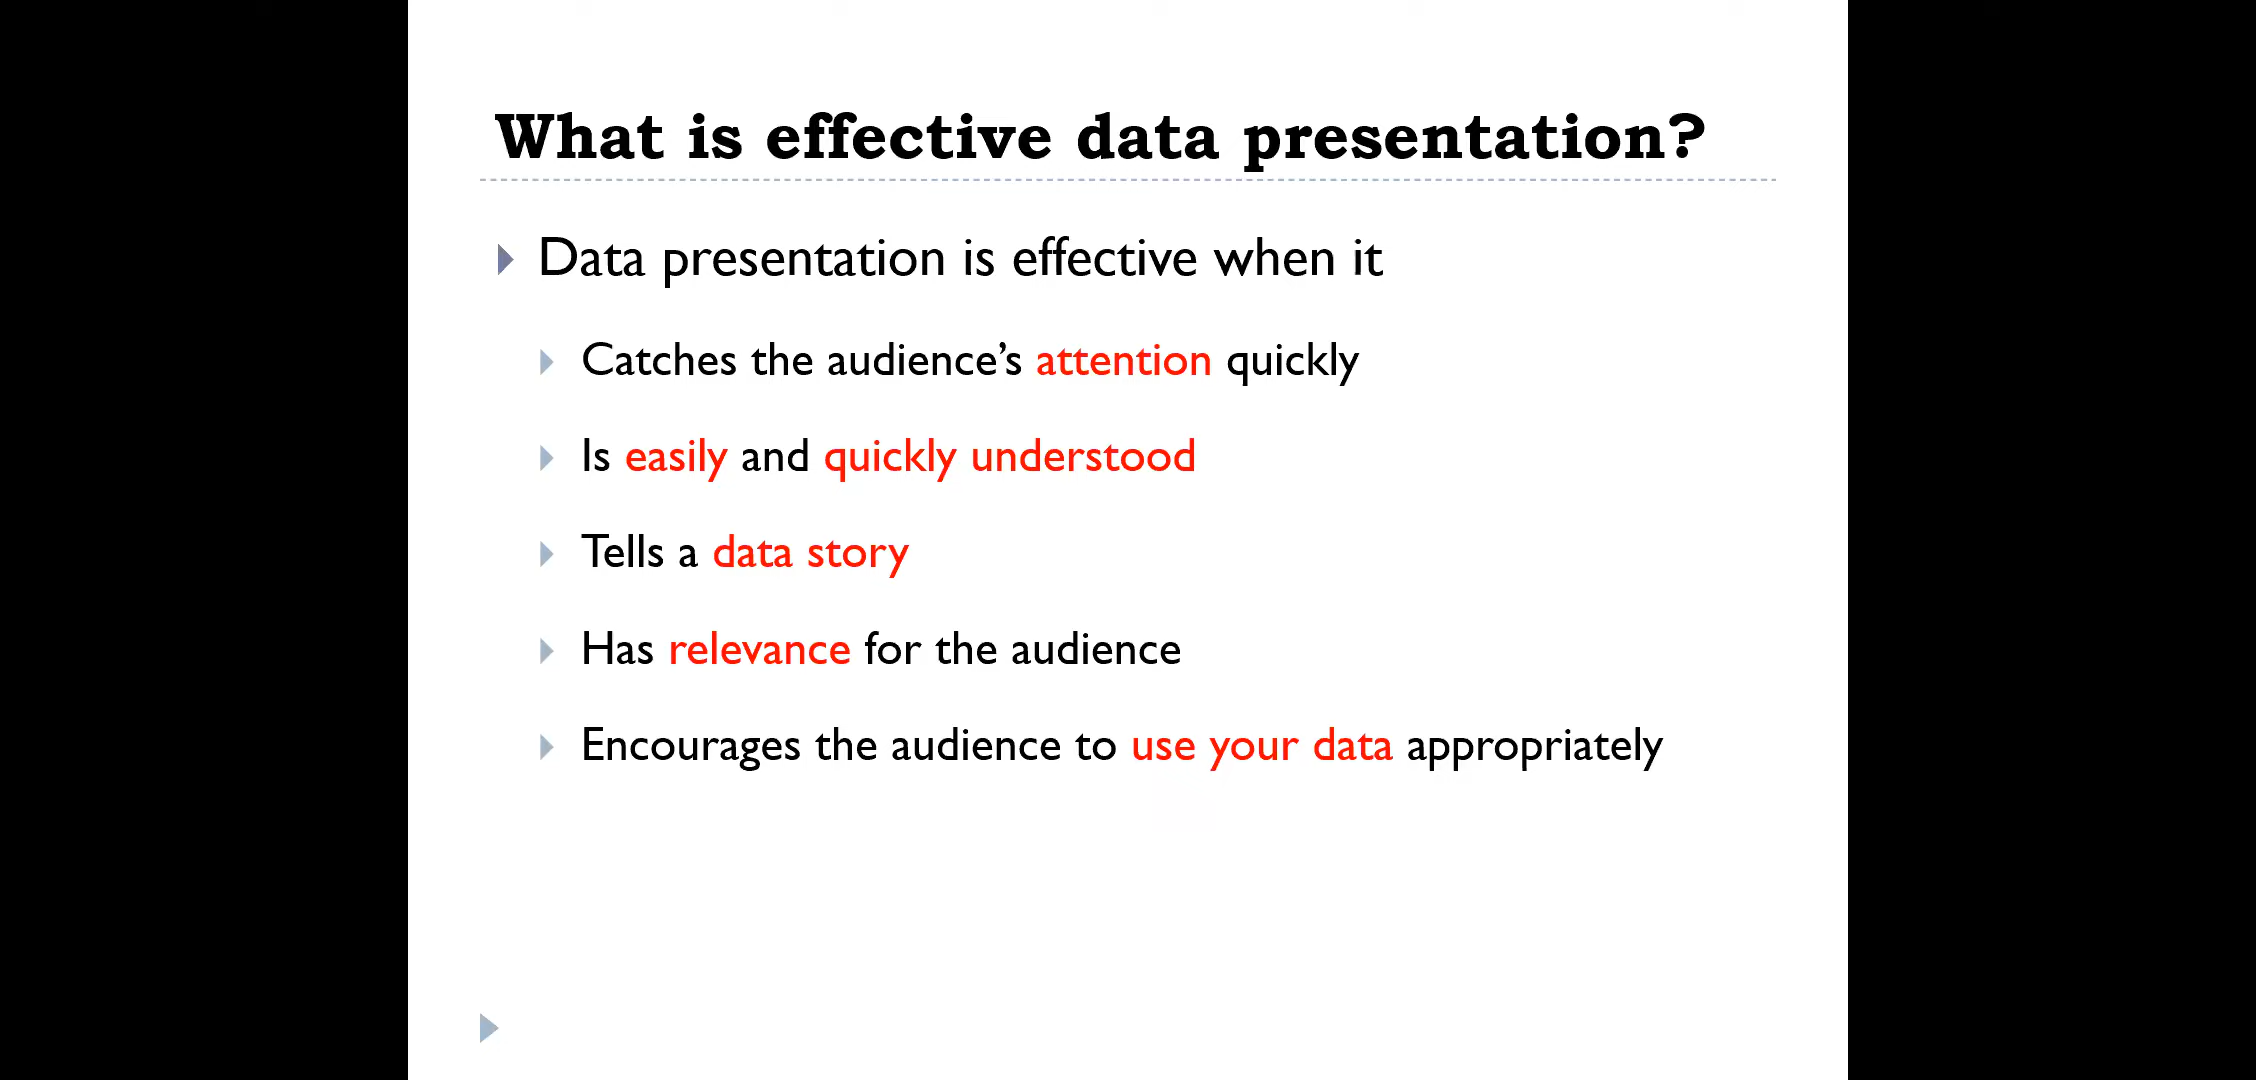 What is effective data presentation?
Data presentation is effective when it
Catches the audience’s attention quickly
Is easily and quickly understood
Tells a data story
Has relevance for the audience
Encourages the audience to use your data appropriately